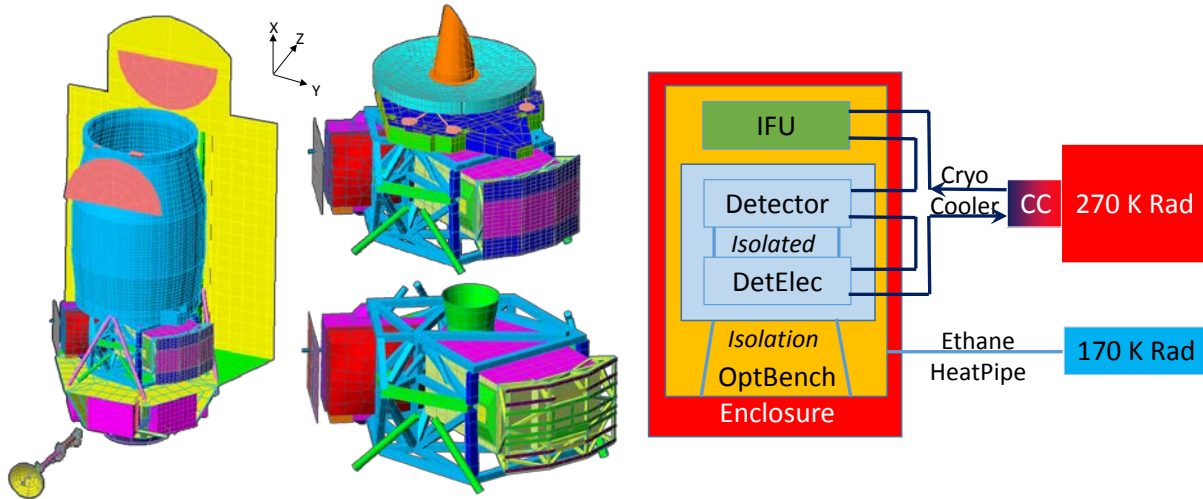 X
Z
Y
IFU
Detector
Isolated
DetElec
Isolation
OptBench
Enclosure
Cryo
Cooler
CC
270 K Rad
Ethane
HeatPipe
170 K Rad